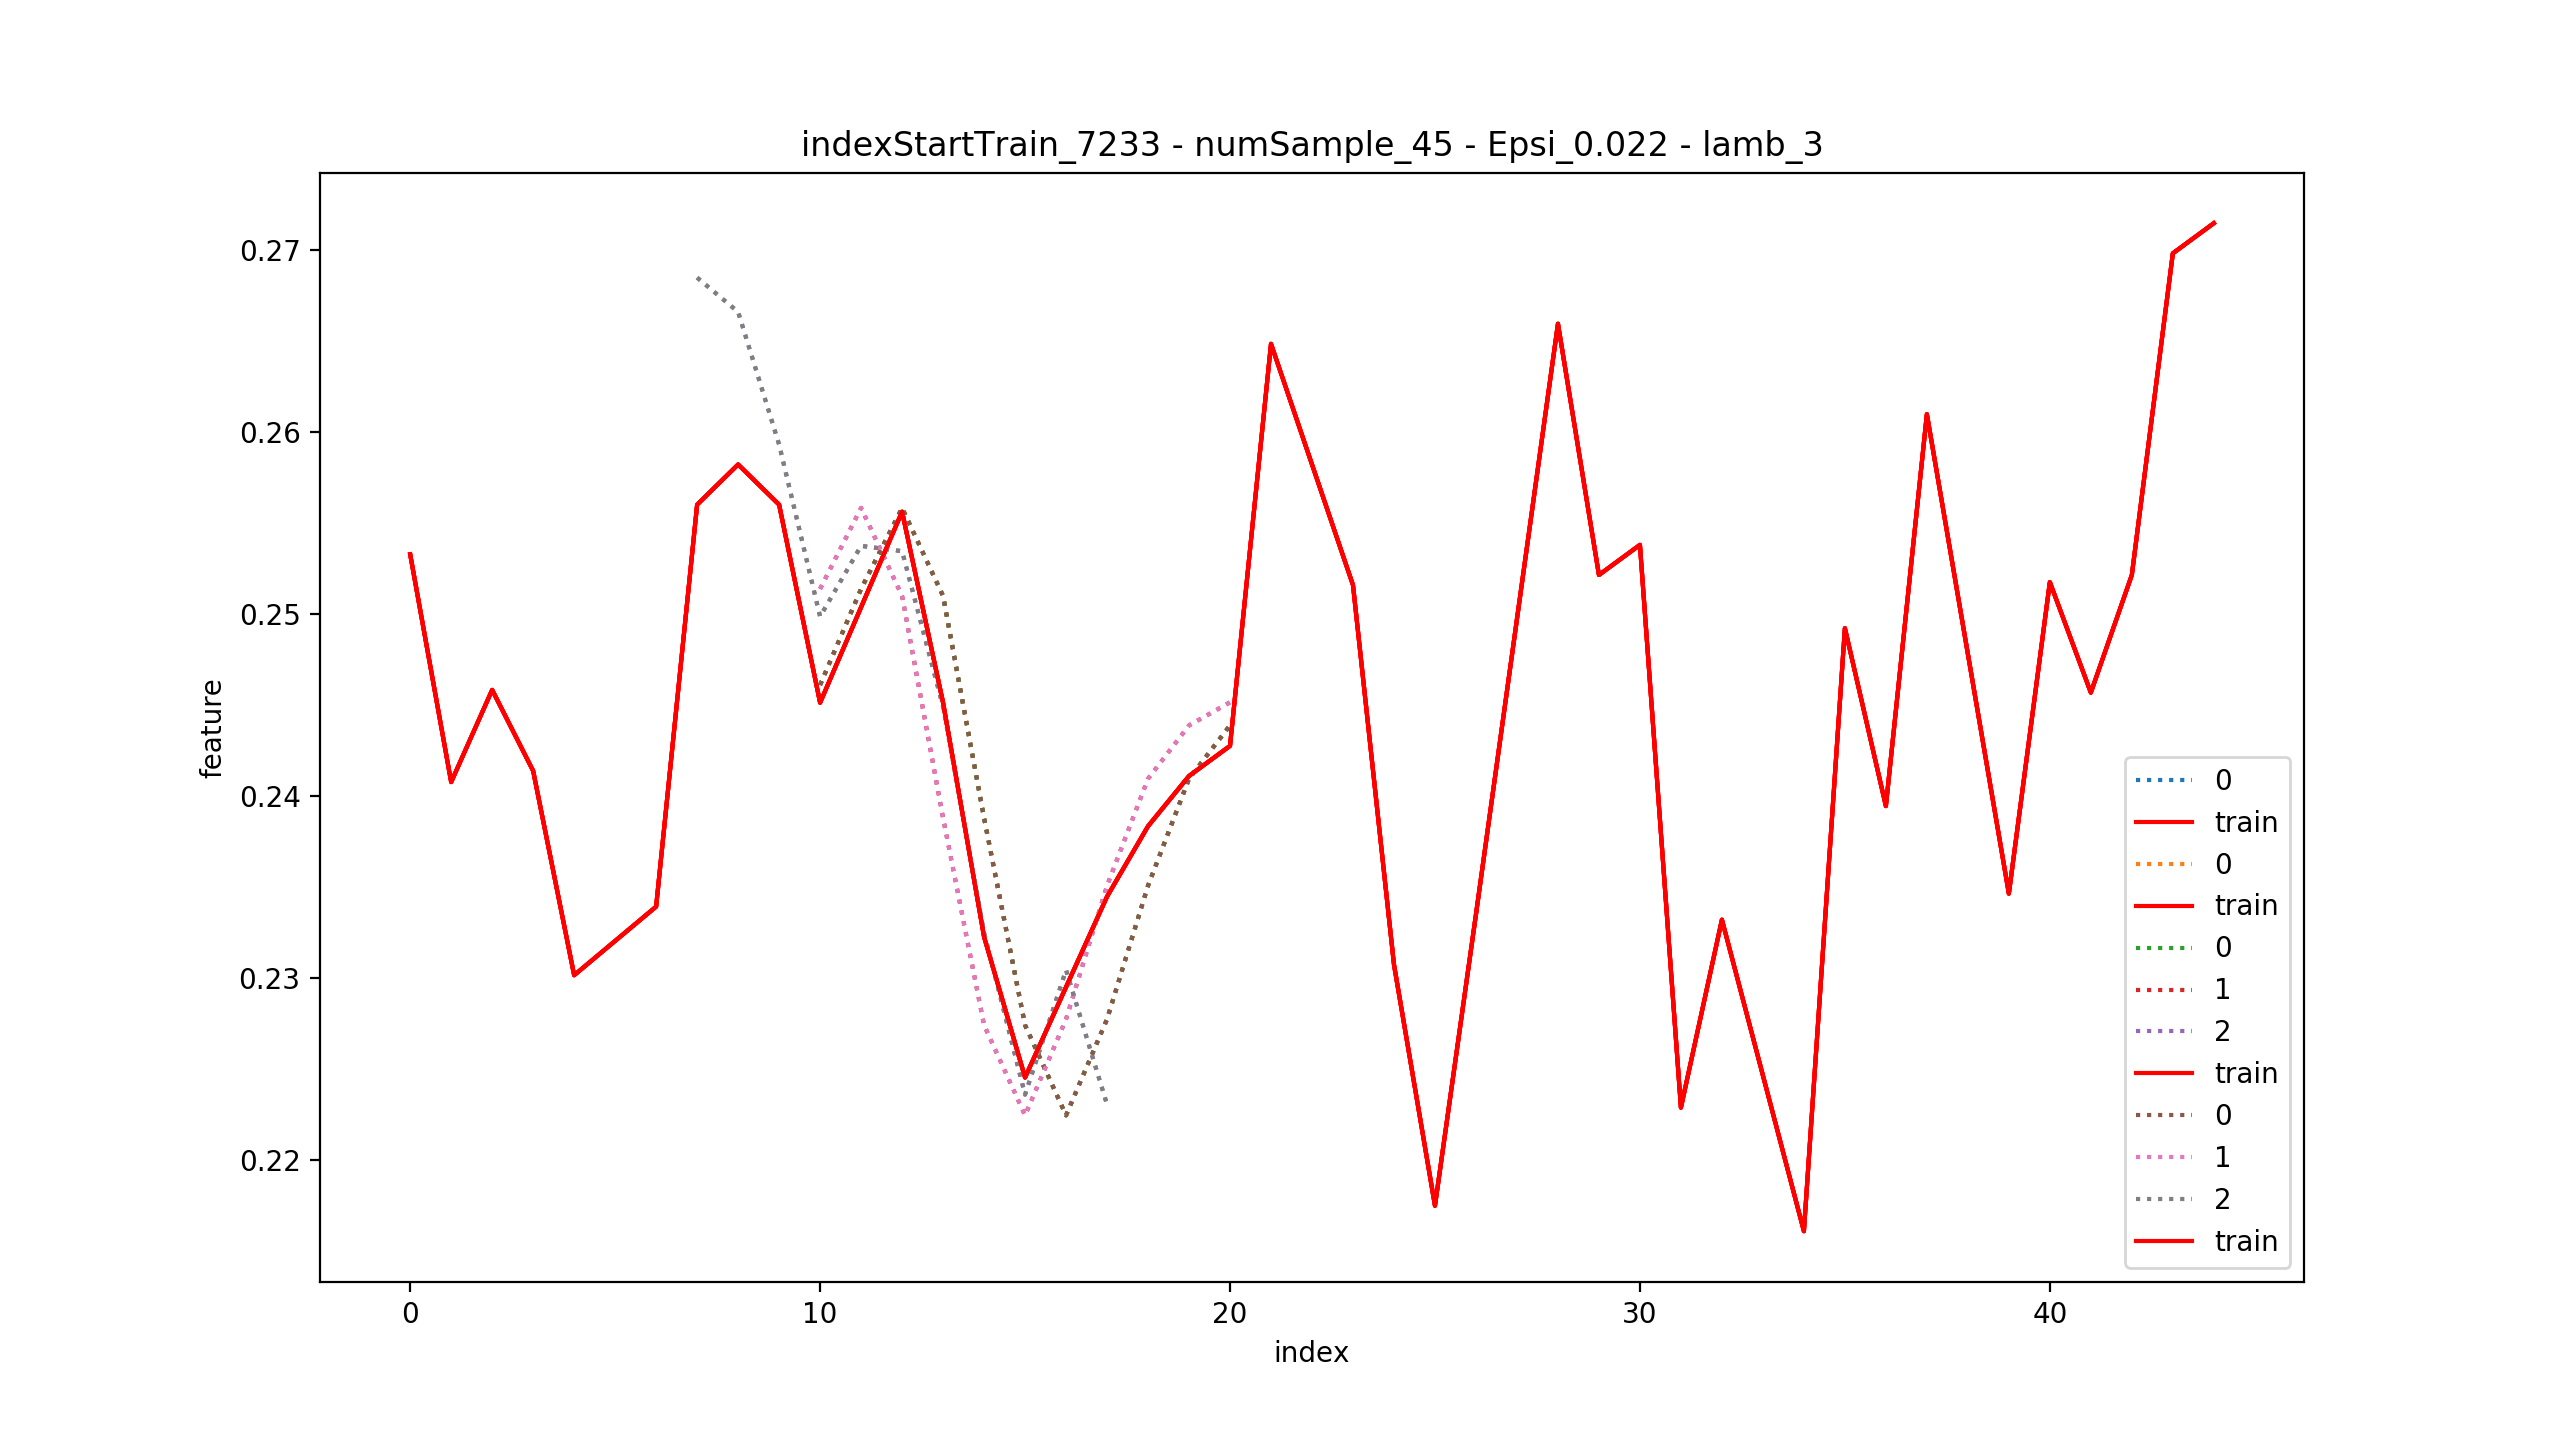 indexStartTrain_7233 - numSample_45 - Epsi_0.022 - lamb_3
0.27
0.26
0.25
0.24
0.23
0.22
feature
0
train
0
train
0
1
2
train
0
1
2
train
0 10 20 30 40
index